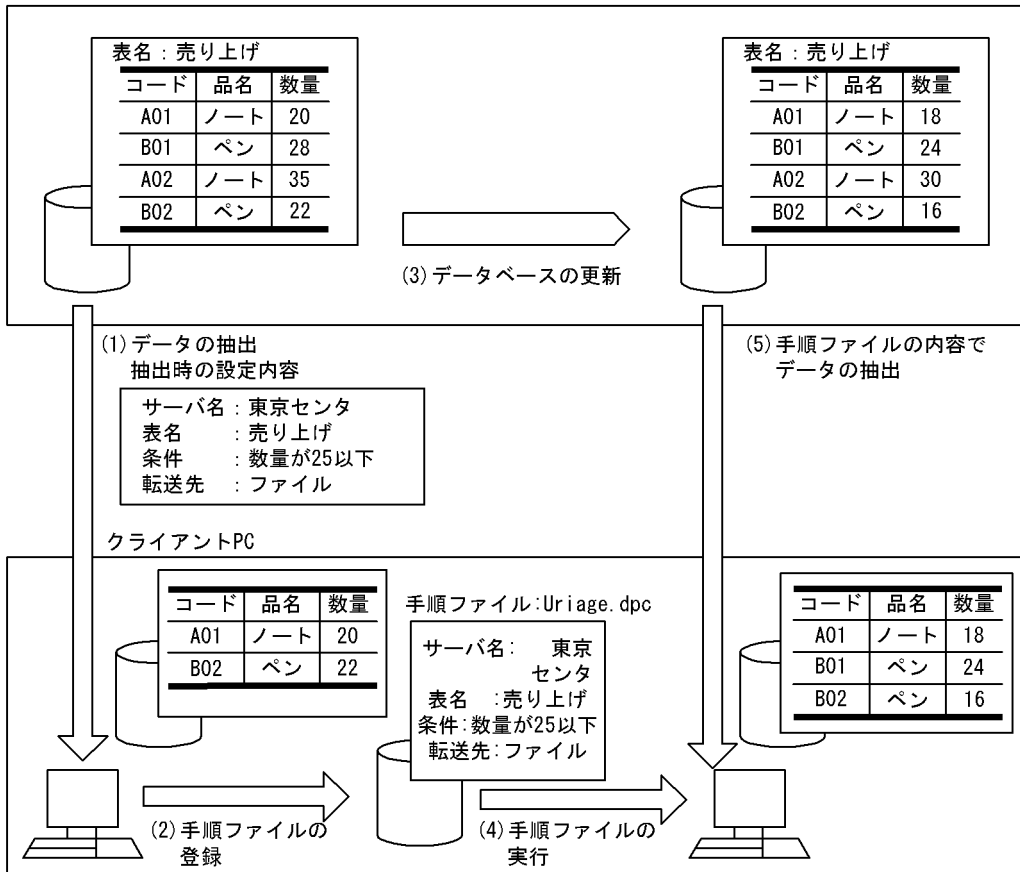 表名：売り上げ
コード 品名 数量
A01 ノート 20
B01 ペン 28
A02 ノート 35
B02 ペン 22
表名：売り上げ
コード 品名 数量
A01 ノート 18
B01 ペン 24
A02 ノート 30
B02 ペン 16
(3)データベースの更新
(1)データの抽出
抽出時の設定内容
サーバ名：東京センタ
表名　　：売り上げ
条件　　：数量が25以下
転送先　：ファイル
(5)手順ファイルの内容で
データの抽出
クライアントPC
コード 品名 数量
A01 ノート 20
B02 ペン 22
手順ファイル:Uriage.dpc
サーバ名:　東京
センタ
表名　:売り上げ
条件:数量が25以下
転送先:ファイル
コード 品名 数量
A01 ノート 18
B01 ペン 24
B02 ペン 16
(2)手順ファイルの
登録
(4)手順ファイルの
実行